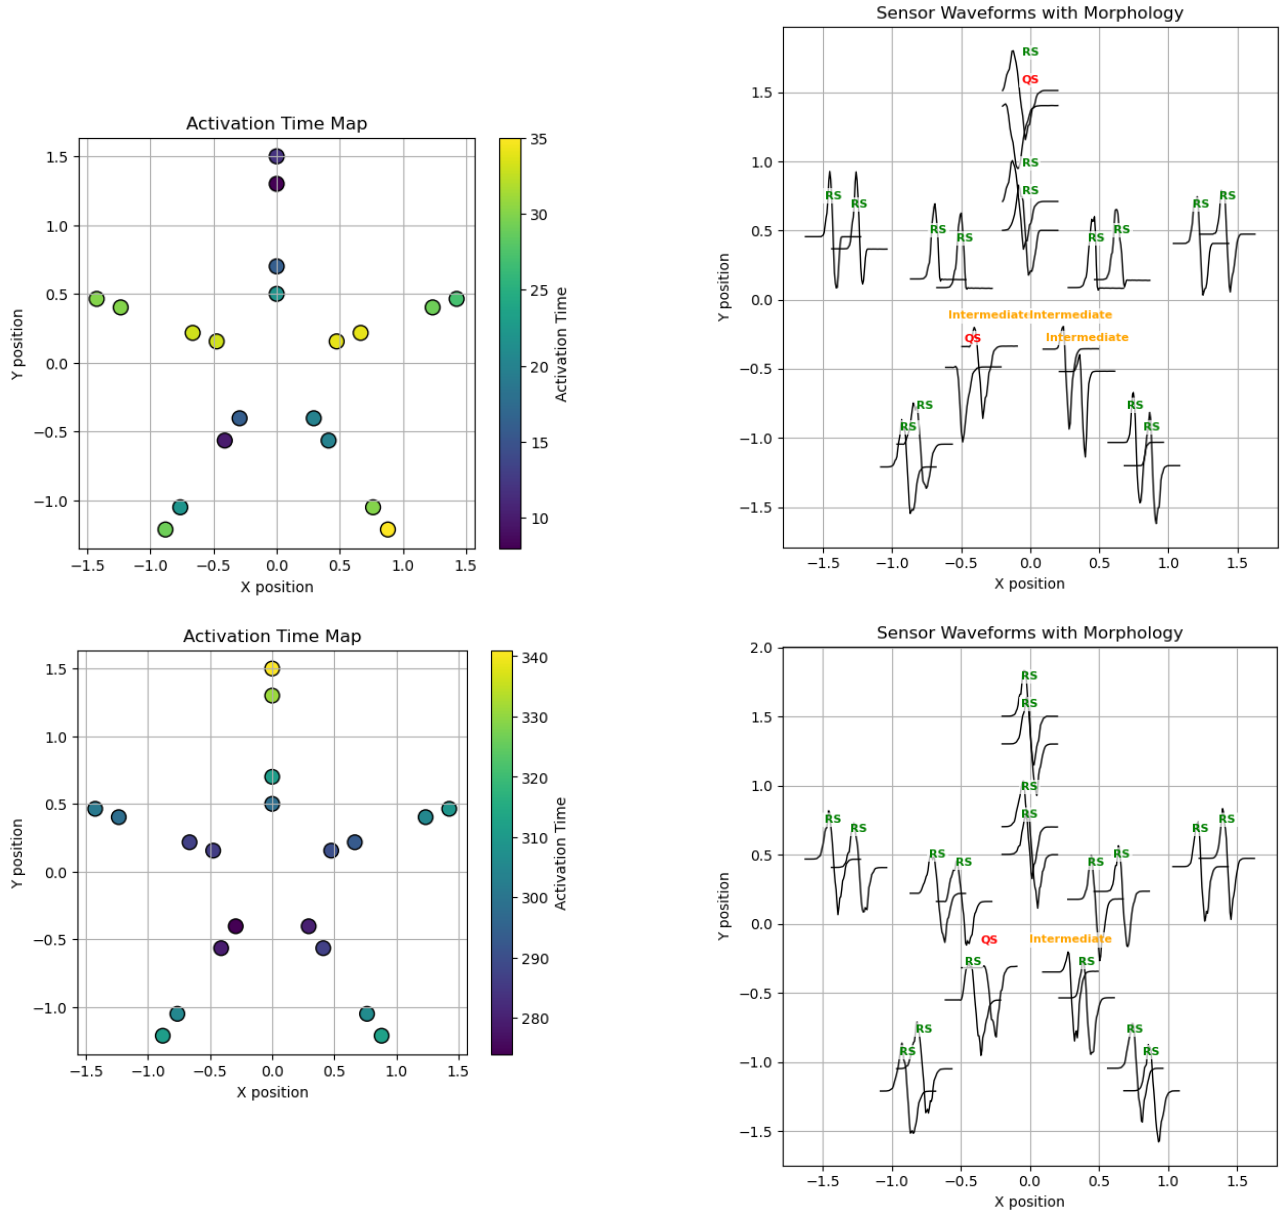 Activation Time Map
1.5
1.0
0.5
0.0
−0.5
−1.0
−1.5
−1.0
−0.5
0.0
0.5
1.0
1.5
X position
Y position
35
30
25
20
15
10
Activation Time
Sensor Waveforms with Morphology
RS
QS
RS
RS
RS
RS
RS
RS
RS
RS
RS
RS
Intermediate
Intermediate
QS
Intermediate
RS
RS
RS
RS
1.5
1.0
0.5
0.0
−0.5
−1.0
−1.5
−1.5
−1.0
−0.5
0.0
0.5
1.0
1.5
X position
Y position
Activation Time Map
1.5
1.0
0.5
0.0
−0.5
−1.0
−1.5
−1.0
−0.5
0.0
0.5
1.0
1.5
X position
Y position
340
330
320
310
300
290
280
Activation Time
Sensor Waveforms with Morphology
RS
RS
RS
RS
RS
RS
RS
RS
RS
RS
RS
RS
QS
Intermediate
RS
RS
RS
RS
RS
RS
2.0
1.5
1.0
0.5
0.0
−0.5
−1.0
−1.5
−1.5
−1.0
−0.5
0.0
0.5
1.0
1.5
X position
Y position